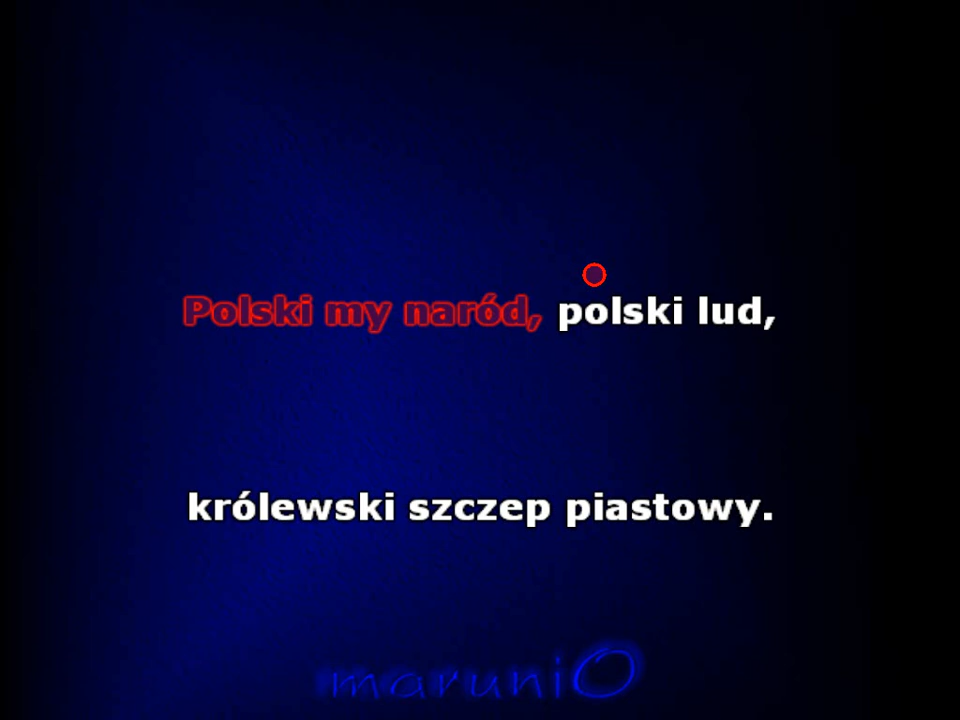 Polski my naród, polski lud,
królewski szczep piastowy.
maruniO